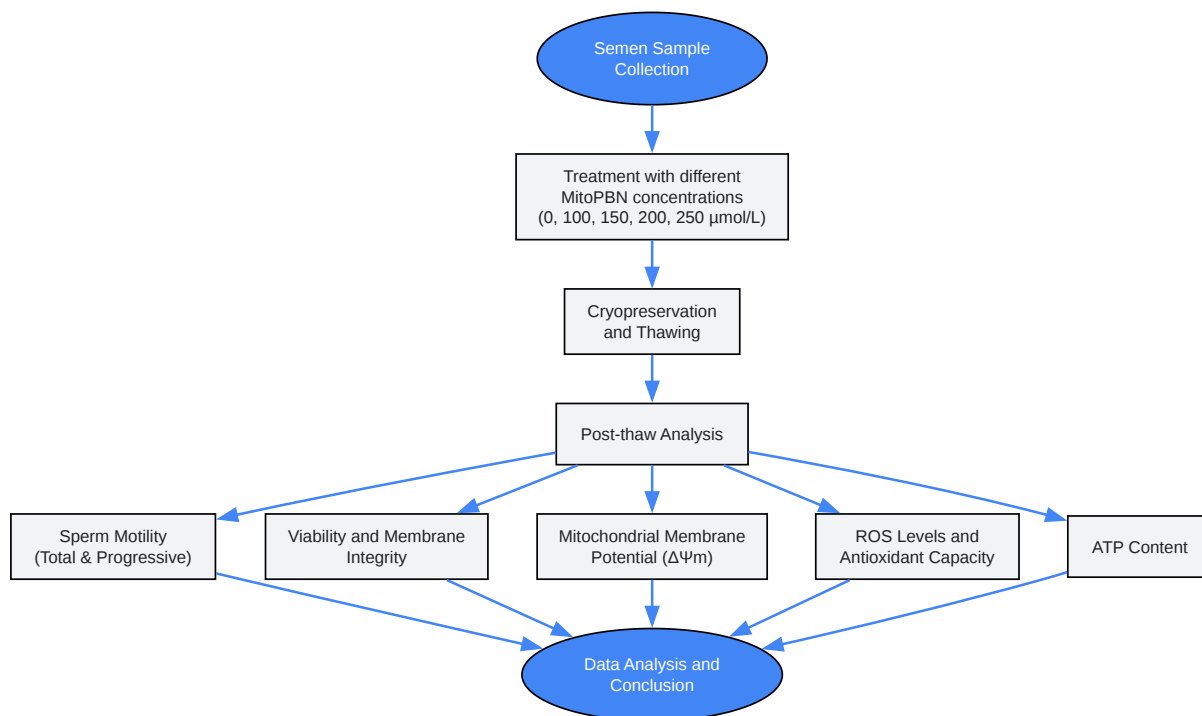 Semen Sample
Collection
Treatment with different
MitoPBN concentrations
(0, 100, 150, 200, 250 µmol/L)
Cryopreservation
and Thawing
Post-thaw Analysis
Sperm Motility
(Total & Progressive)
Viability and Membrane
Integrity
Mitochondrial Membrane
Potential (ΔΨm)
ROS Levels and
Antioxidant Capacity
ATP Content
Data Analysis and
Conclusion